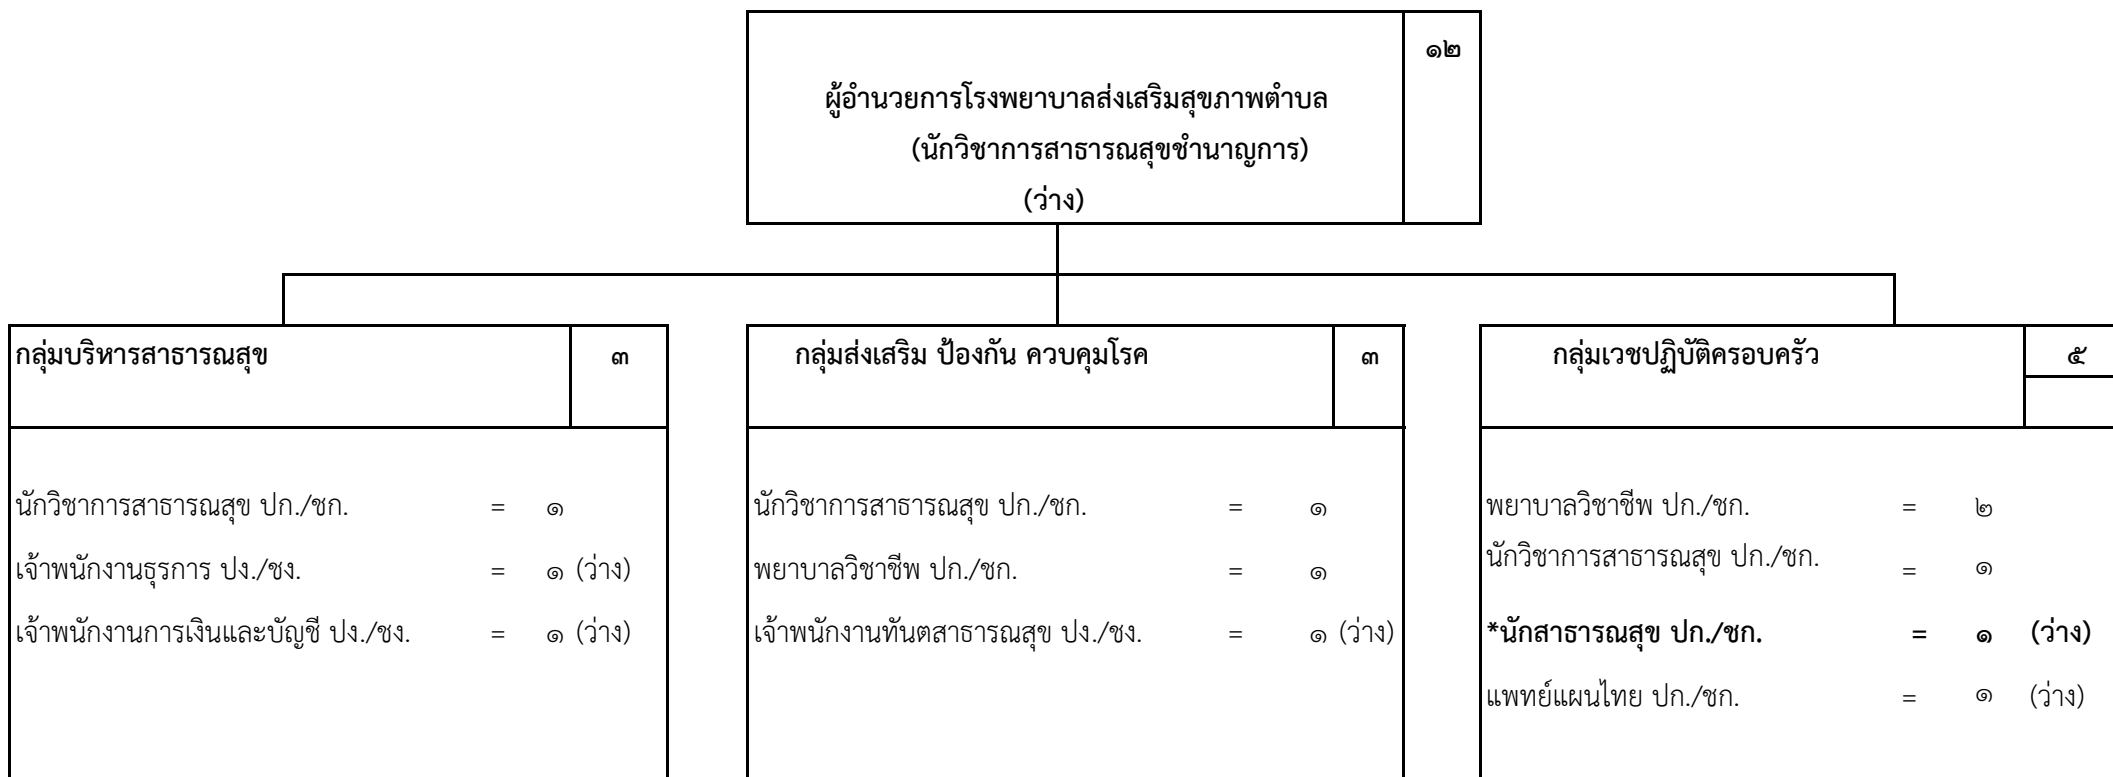 ๑๒
ผู้อำนวยการโรงพยาบาลส่งเสริมสุขภาพตำบล
(นักวิชาการสาธารณสุขชำนาญการ)
(ว่าง)
กลุ่มบริหารสาธารณสุข ๓
นักวิชาการสาธารณสุข ปก./ชก. = ๑
เจ้าพนักงานธุรการ ปง./ชง. = ๑ (ว่าง)
เจ้าพนักงานการเงินและบัญชี ปง./ชง. = ๑ (ว่าง)
กลุ่มส่งเสริม ป้องกัน ควบคุมโรค ๓
นักวิชาการสาธารณสุข ปก./ชก. = ๑
พยาบาลวิชาชีพ ปก./ชก. = ๑
เจ้าพนักงานทันตสาธารณสุข ปง./ชง. = ๑ (ว่าง)
กลุ่มเวชปฏิบัติครอบครัว ๕
พยาบาลวิชาชีพ ปก./ชก. = ๒
นักวิชาการสาธารณสุข ปก./ชก. = ๑
*นักสาธารณสุข ปก./ชก. = ๑ (ว่าง)
แพทย์แผนไทย ปก./ชก. = ๑ (ว่าง)